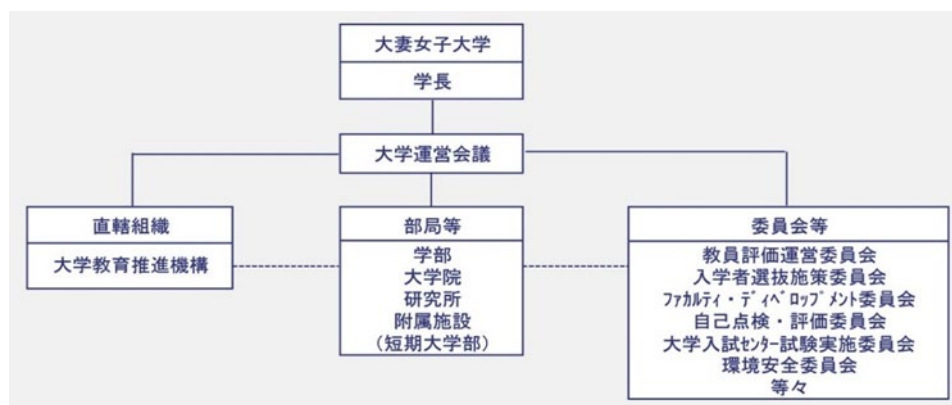 大妻女子大学
学長
大学運営会議
直轄組織
大学教育推進機構
部局等
学部
大学院
研究所
附属施設
(短期大学部)
委員会等
教員評価運営委員会
入学者選抜施策委員会
ﾌｧｶﾙﾃｨ・ﾃﾞｨﾍﾞﾛｯﾌﾟﾒﾝﾄ委員会
自己点検・評価委員会
大学入試ｾﾝﾀｰ試験実施委員会
環境安全委員会
等々